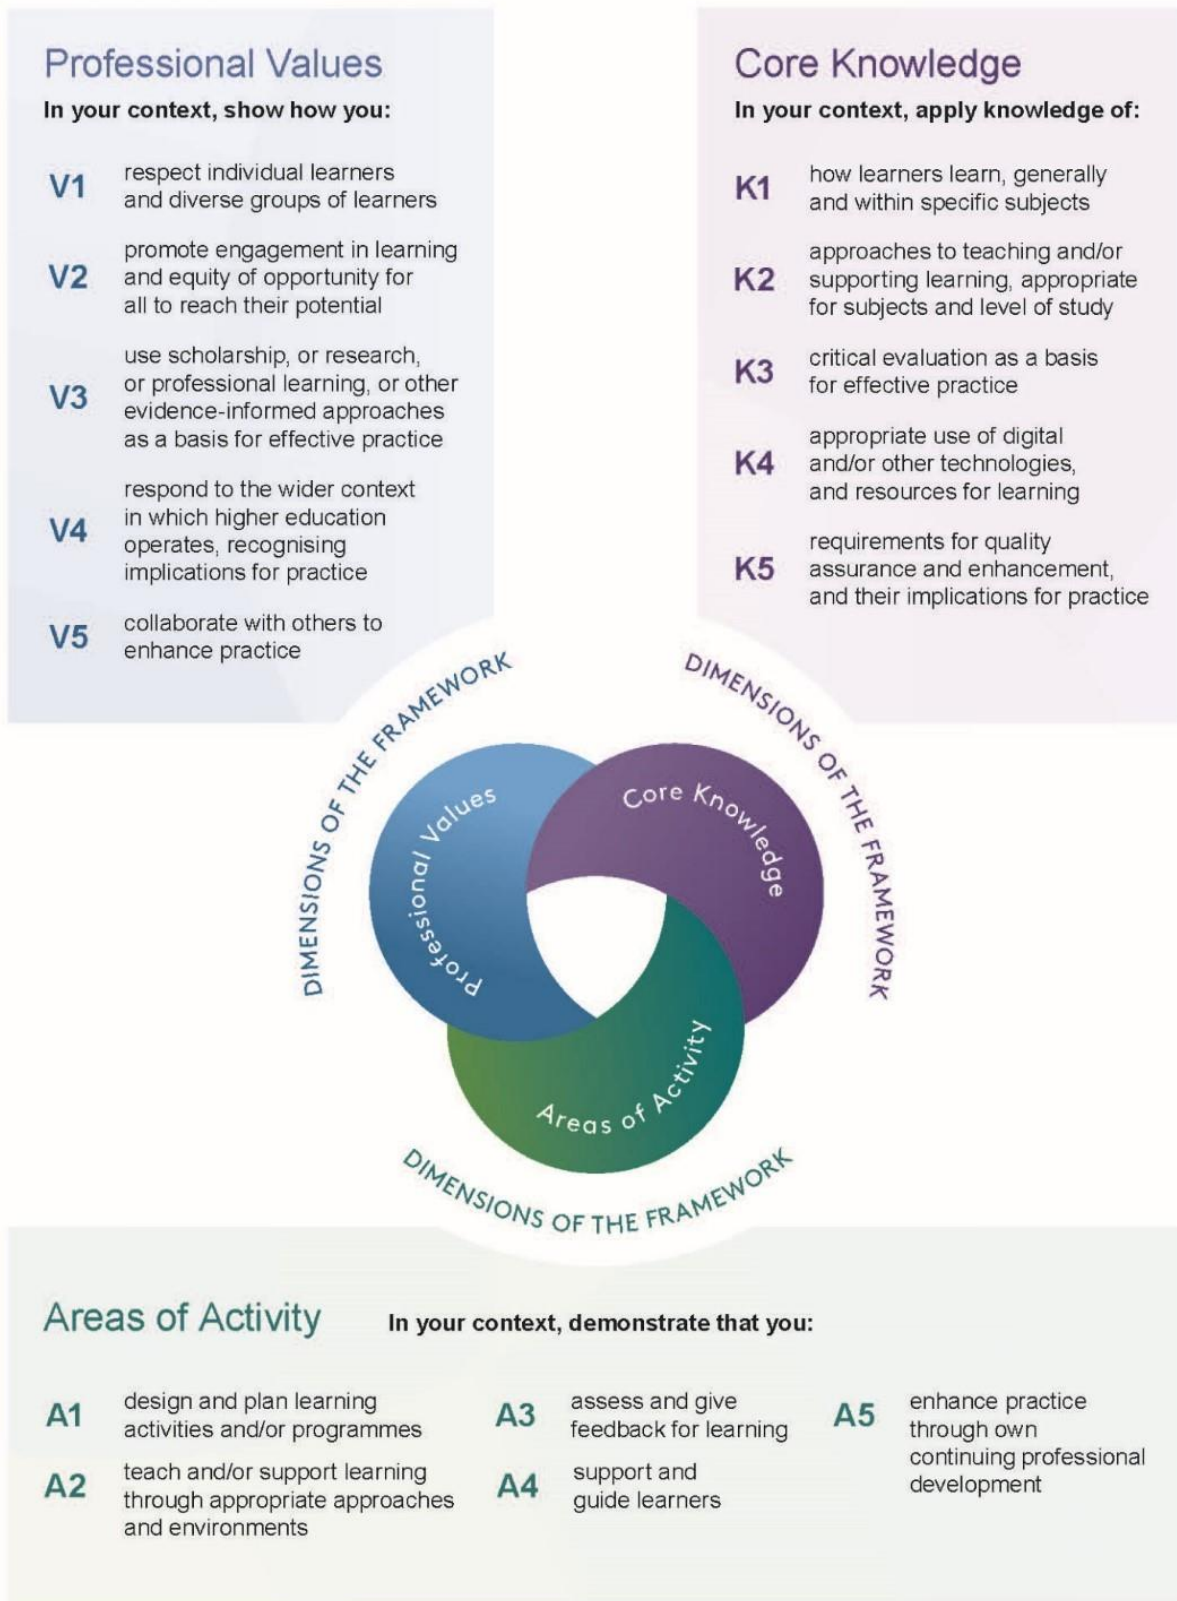 Professional Values
In your context, show how you:
V1 respect individual learners
and diverse groups of learners
V2 promote engagement in learning
and equity of opportunity for
all to reach their potential
V3 use scholarship, or research,
or professional learning, or other
evidence-informed approaches
as a basis for effective practice
V4 respond to the wider context
in which higher education
operates, recognising
implications for practice
V5 collaborate with others to
enhance practice
Core Knowledge
In your context, apply knowledge of:
K1 how learners learn, generally
and within specific subjects
K2 approaches to teaching and/or
supporting learning, appropriate
for subjects and level of study
K3 critical evaluation as a basis
for effective practice
K4 appropriate use of digital
and/or other technologies,
and resources for learning
K5 requirements for quality
assurance and enhancement,
and their implications for practice
DIMENSIONS OF THE FRAMEWORK
DIMENSIONS OF THE FRAMEWORK
Professional Values
Core Knowledge
Areas of Activity
DIMENSIONS OF THE FRAMEWORK
Areas of Activity
In your context, demonstrate that you:
A1 design and plan learning
activities and/or programmes
A2 teach and/or support learning
through appropriate approaches
and environments
A3 assess and give
feedback for learning
A4 support and
guide learners
A5 enhance practice
through own
continuing professional
development